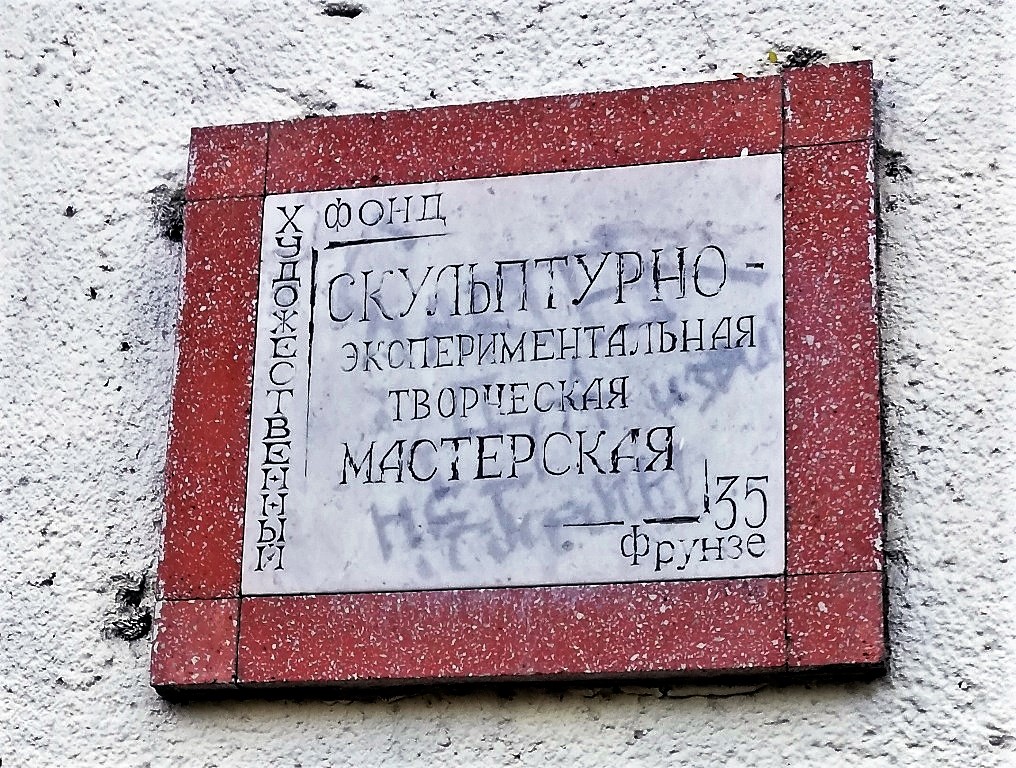 ХУДОЖЕСТВЕННЫЙ
ФОНД
СКУЛЬПТУРНО-
ЭКСПЕРИМЕНТАЛЬНАЯ
ТВОРЧЕСКАЯ
МАСТЕРСКАЯ
35
Фрунзе